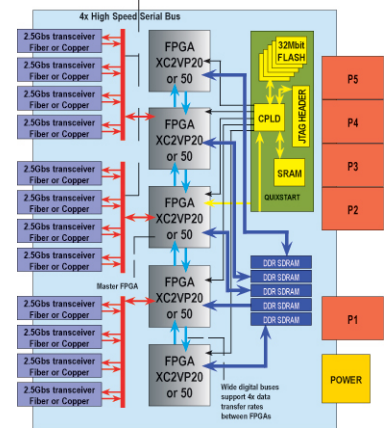 4x High Speed Serial Bus
2.5Gbs transceiver
Fiber or Copper
2.5Gbs transceiver
Fiber or Copper
2.5Gbs transceiver
Fiber or Copper
2.5Gbs transceiver
Fiber or Copper
2.5Gbs transceiver
Fiber or Copper
2.5Gbs transceiver
Fiber or Copper
2.5Gbs transceiver
Fiber or Copper
2.5Gbs transceiver
Fiber or Copper
Master FPGA
2.5Gbs transceiver
Fiber or Copper
2.5Gbs transceiver
Fiber or Copper
2.5Gbs transceiver
Fiber or Copper
2.5Gbs transceiver
Fiber or Copper
FPGA
XC2VP20
or 50
FPGA
XC2VP20
or 50
FPGA
XC2VP20
or 50
FPGA
XC2VP20
or 50
FPGA
XC2VP20
or 50
Wide digital buses
support 4x data
transfer rates
between FPGAs
32Mbit
FLASH
CPLD
JTAG HEADER
SRAM
QUIXSTART
DDR SDRAM
DDR SDRAM
DDR SDRAM
DDR SDRAM
DDR SDRAM
P5
P4
P3
P2
P1
POWER